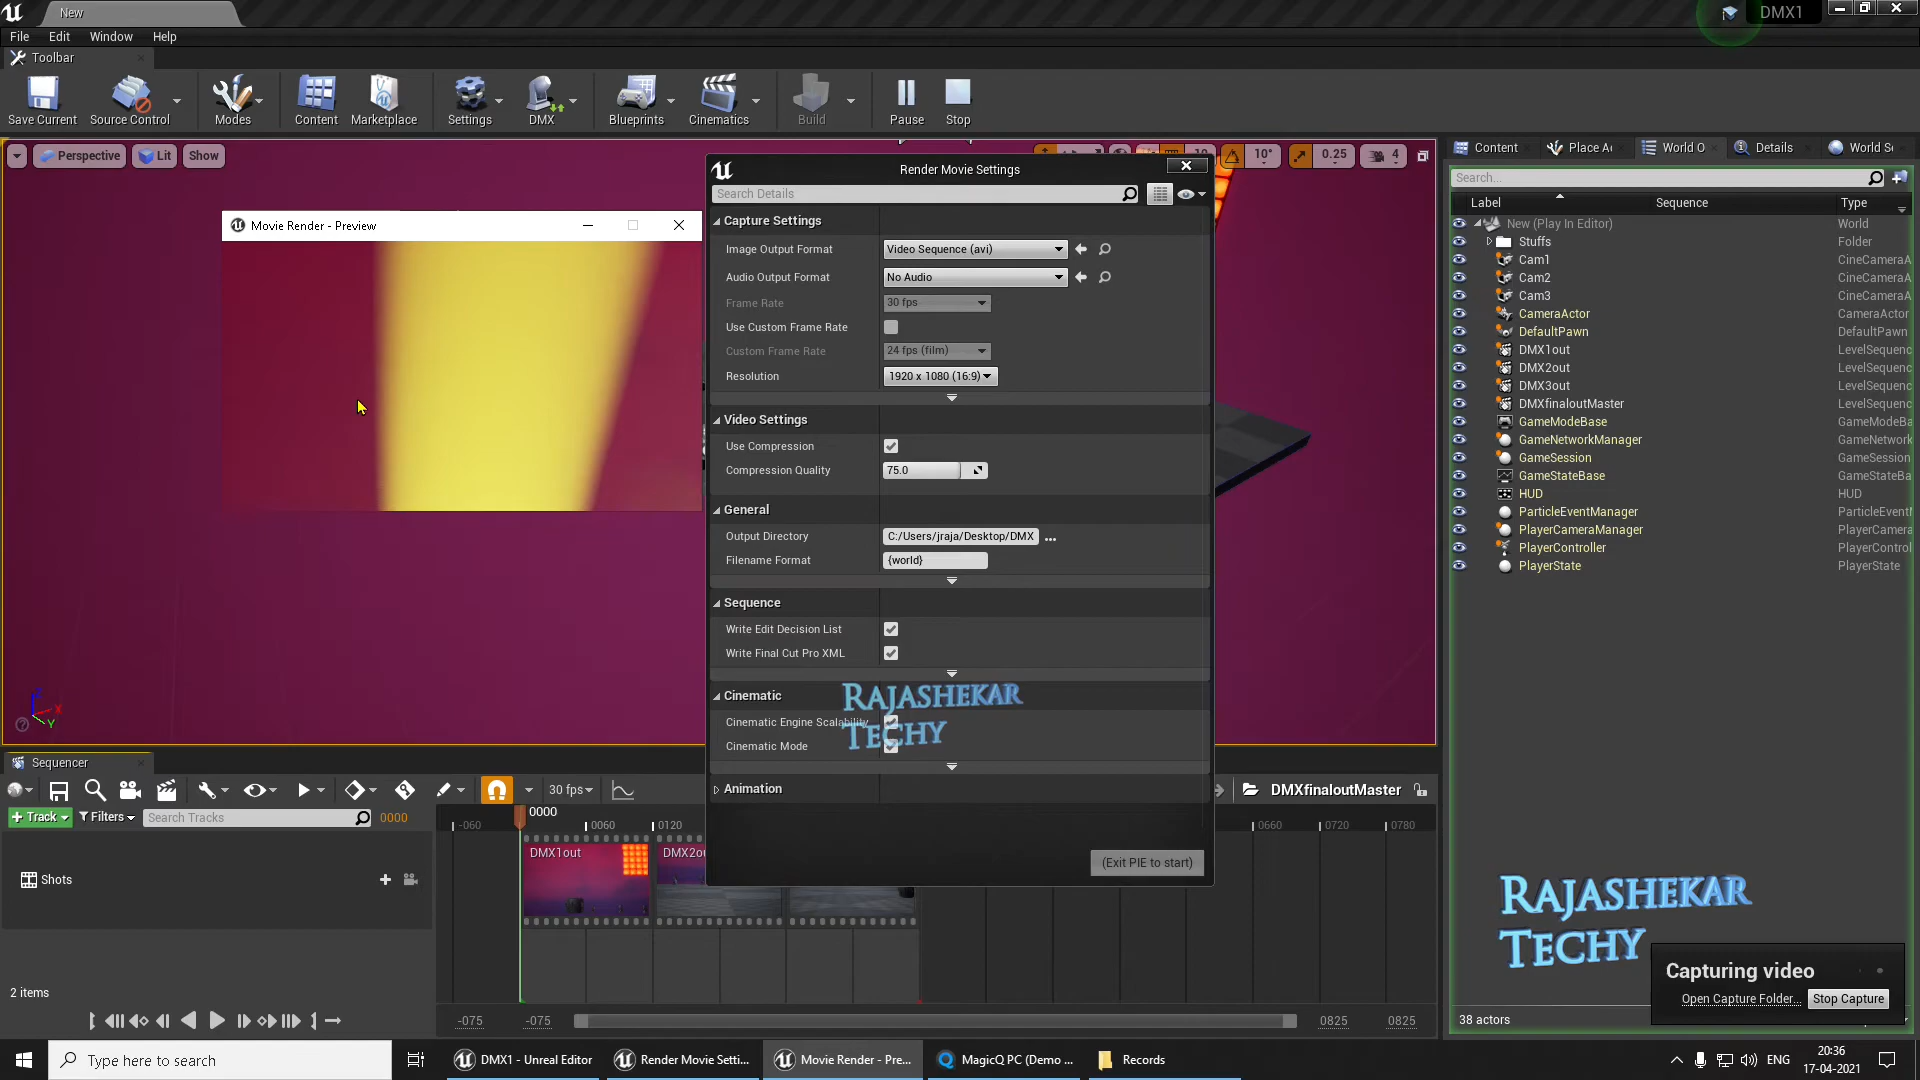 New
DMX1
File Edit Window Help
Toolbar
Save Current Source Control Modes Content Marketplace Settings DMX Blueprints Cinematics Build Pause Stop
Perspective Lit Show
10 10° 0.25 4
Movie Render - Preview
Render Movie Settings
Search Details
Capture Settings
Image Output Format Video Sequence (avi)
Audio Output Format No Audio
Frame Rate 30 fps
Use Custom Frame Rate
Custom Frame Rate 24 fps (film)
Resolution 1920 x 1080 (16:9)
Video Settings
Use Compression
Compression Quality 75.0
General
Output Directory C:/Users/jraja/Desktop/DMX ...
Filename Format {world}
Sequence
Write Edit Decision List
Write Final Cut Pro XML
Cinematic
Cinematic Engine Scalability
Cinematic Mode
Animation
(Exit PIE to start)
RAJASHEKAR
TECHY
Content Place Ac World O Details World Se
Search...
Label Sequence Type
New (Play In Editor) World
Stuffs Folder
Cam1 CineCameraA
Cam2 CineCameraA
Cam3 CineCameraA
CameraActor CameraActor
DefaultPawn DefaultPawn
DMX1out LevelSequenc
DMX2out LevelSequenc
DMX3out LevelSequenc
DMXfinaloutMaster LevelSequenc
GameModeBase GameModeBa
GameNetworkManager GameNetwork
GameSession GameSession
GameStateBase GameStateBa
HUD HUD
ParticleEventManager ParticleEventM
PlayerCameraManager PlayerCamera
PlayerController PlayerControl
PlayerState PlayerState
RAJASHEKAR
TECHY
Capturing video
Open Capture Folder... Stop Capture
38 actors
Sequencer
30 fps
DMXfinaloutMaster
Track Filters Search Tracks 0000
0000
-060 0060 0120 0660 0720 0780
DMX1out DMX2ou
Shots
2 items
-075 -075 0825 0825
Type here to search
DMX1 - Unreal Editor Render Movie Setti... Movie Render - Pre... MagicQ PC (Demo ... Records
ENG 20:36
17-04-2021